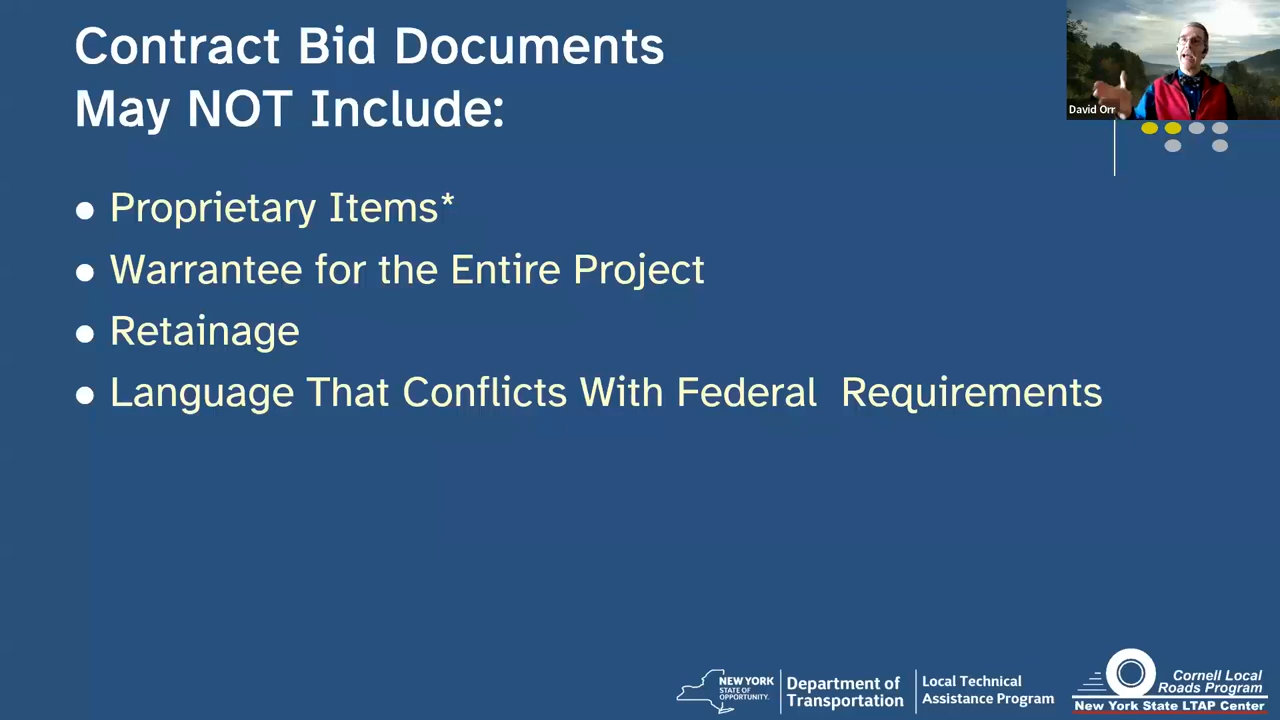 Contract Bid Documents
May NOT Include:
David Orr
Proprietary Items*
Warrantee for the Entire Project
Retainage
Language That Conflicts With Federal  Requirements
NEW YORK
STATE OF
OPPORTUNITY.
Department of
Transportation
Local Technical
Assistance Program
Cornell Local
Roads Program
New York State LTAP Center